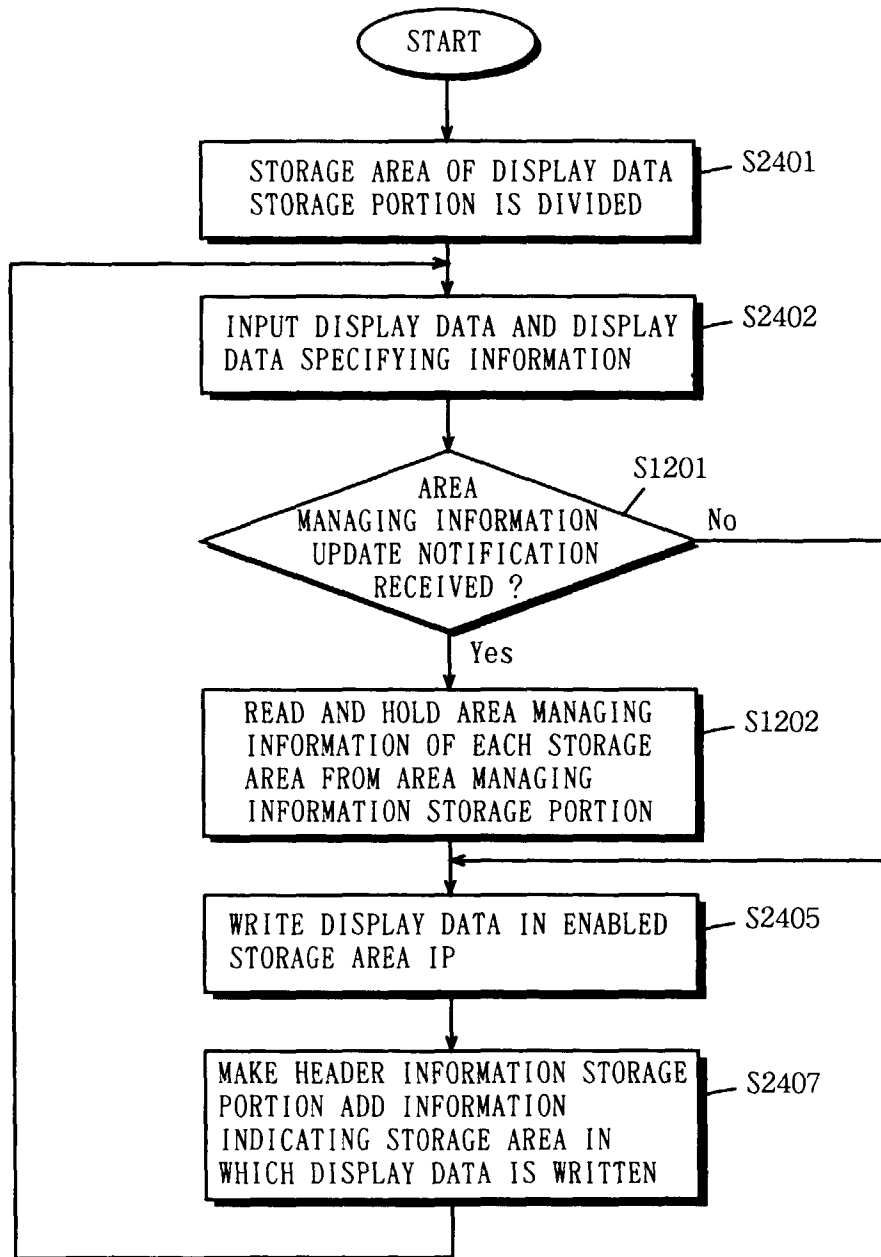 START
STORAGE AREA OF DISPLAY DATA
STORAGE PORTION IS DIVIDED
S2401
INPUT DISPLAY DATA AND DISPLAY
DATA SPECIFYING INFORMATION
S2402
AREA
MANAGING INFORMATION
UPDATE NOTIFICATION
RECEIVED ?
S1201
No
Yes
READ AND HOLD AREA MANAGING
INFORMATION OF EACH STORAGE
AREA FROM AREA MANAGING
INFORMATION STORAGE PORTION
S1202
WRITE DISPLAY DATA IN ENABLED
STORAGE AREA IP
S2405
MAKE HEADER INFORMATION STORAGE
PORTION ADD INFORMATION
INDICATING STORAGE AREA IN
WHICH DISPLAY DATA IS WRITTEN
S2407